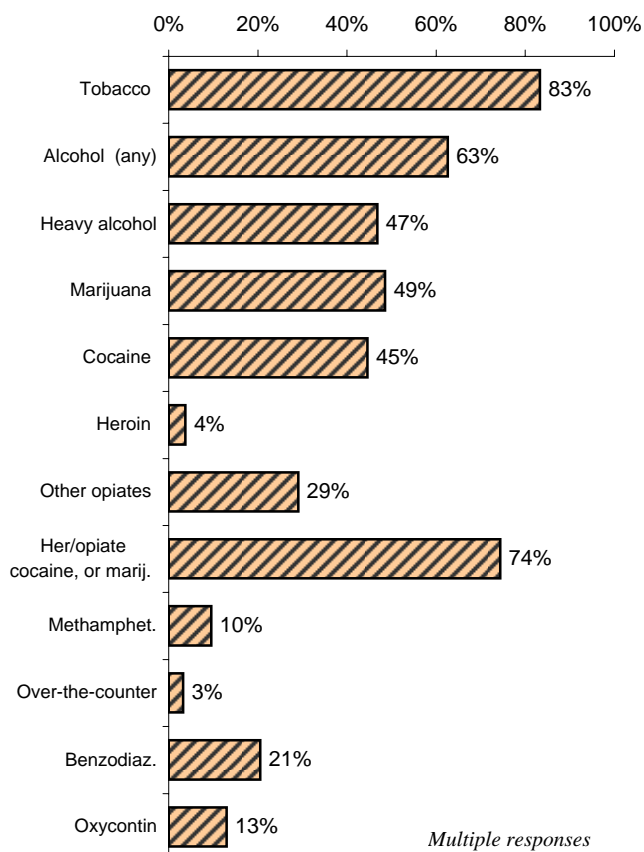 0% 20% 40% 60% 80% 100%
Tobacco 83%
Alcohol (any) 63%
Heavy alcohol 47%
Marijuana 49%
Cocaine 45%
Heroin 4%
Other opiates 29%
Her/opiate
cocaine, or marij. 74%
Methamphet. 10%
Over-the-counter 3%
Benzodiaz. 21%
Oxycontin 13%
Multiple responses